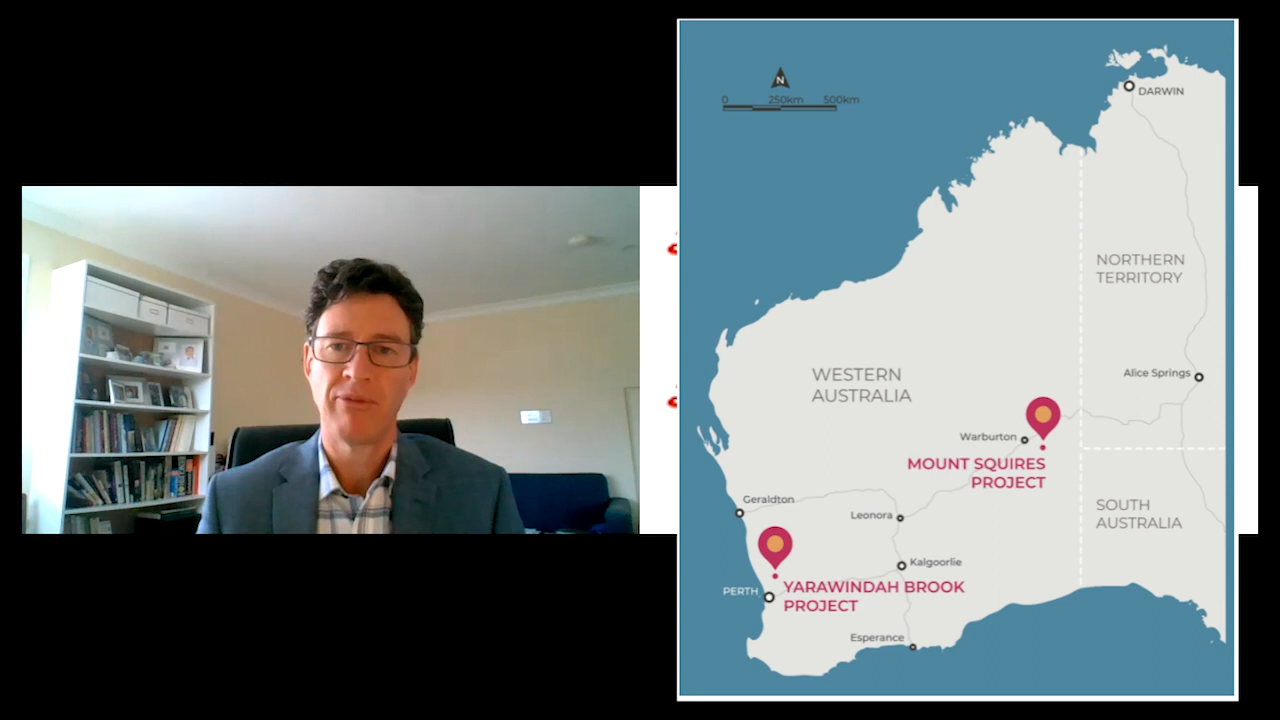 N
0 250km 500km
DARWIN
NORTHERN
TERRITORY
WESTERN
AUSTRALIA
Alice Springs
Warburton
MOUNT SQUIRES
PROJECT
Geraldton
Leonora
SOUTH
AUSTRALIA
Kalgoorlie
PERTH
YARAWINDAH BROOK
PROJECT
Esperance